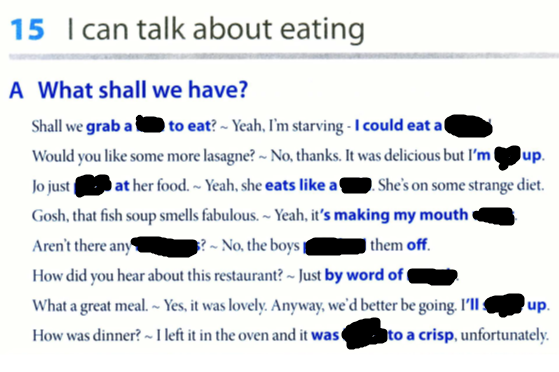 15 I can talk about eating
A What shall we have?
Shall we grab a to eat? ~ Yeah, I'm starving - I could eat a
Would you like some more lasagne? ~ No, thanks. It was delicious but I'm up.
Jo just at her food. ~ Yeah, she eats like a . She's on some strange diet.
Gosh, that fish soup smells fabulous. ~ Yeah, it's making my mouth
Aren't there any ? ~ No, the boys them off.
How did you hear about this restaurant? ~ Just by word of .
What a great meal. ~ Yes, it was lovely. Anyway, we'd better be going. I'll up.
How was dinner? ~ I left it in the oven and it was to a crisp, unfortunately.